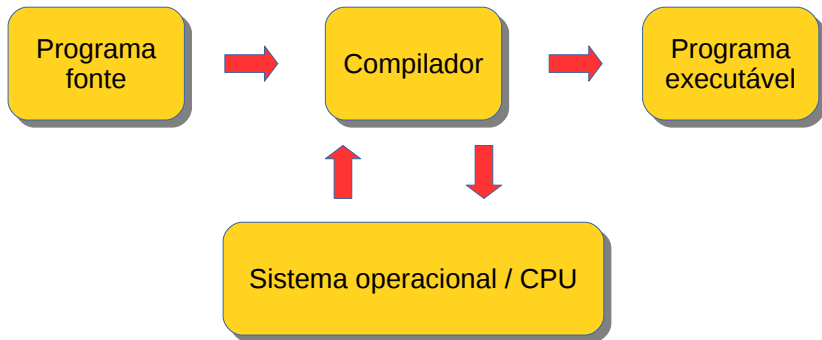 Programa
fonte
Compilador
Programa
executável
Sistema operacional / CPU